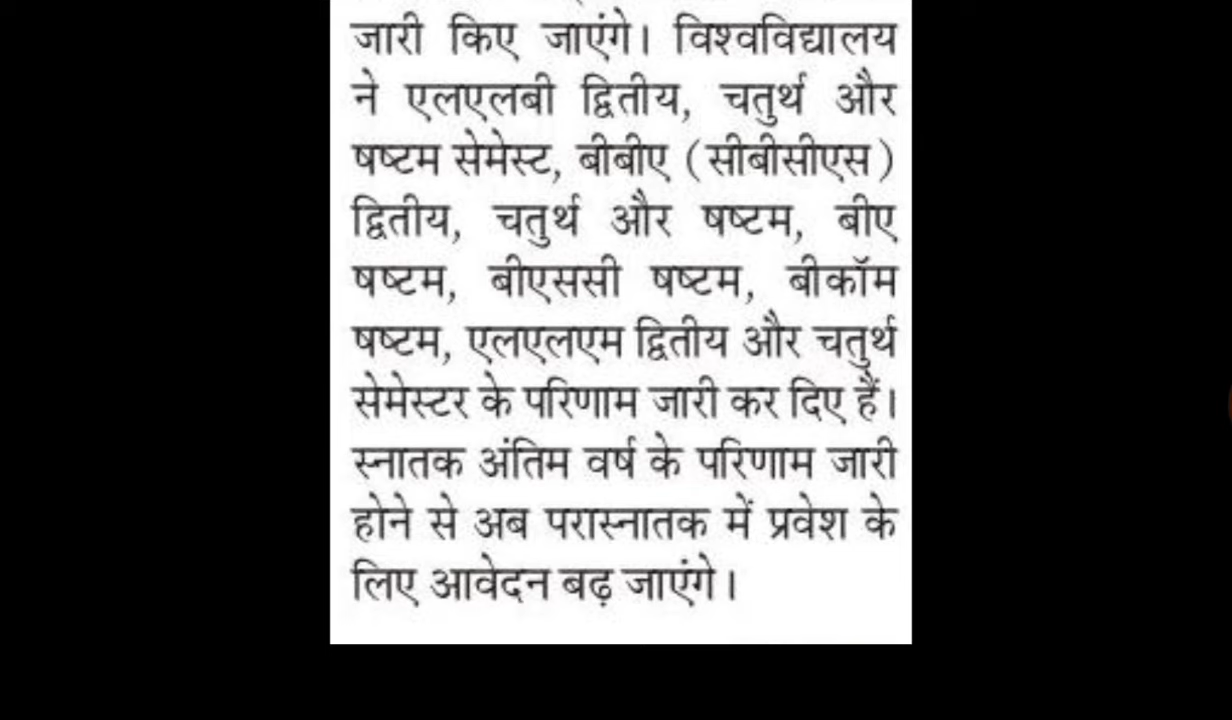 जारी किए जाएंगे। विश्वविद्यालय
ने एलएलबी द्वितीय, चतुर्थ और
षष्टम सेमेस्ट, बीबीए (सीबीसीएस)
द्वितीय, चतुर्थ और षष्टम, बीए
षष्टम, बीएससी षष्टम, बीकॉम
षष्टम, एलएलएम द्वितीय और चतुर्थ
सेमेस्टर के परिणाम जारी कर दिए हैं।
स्नातक अंतिम वर्ष के परिणाम जारी
होने से अब परास्नातक में प्रवेश के
लिए आवेदन बढ़ जाएंगे।